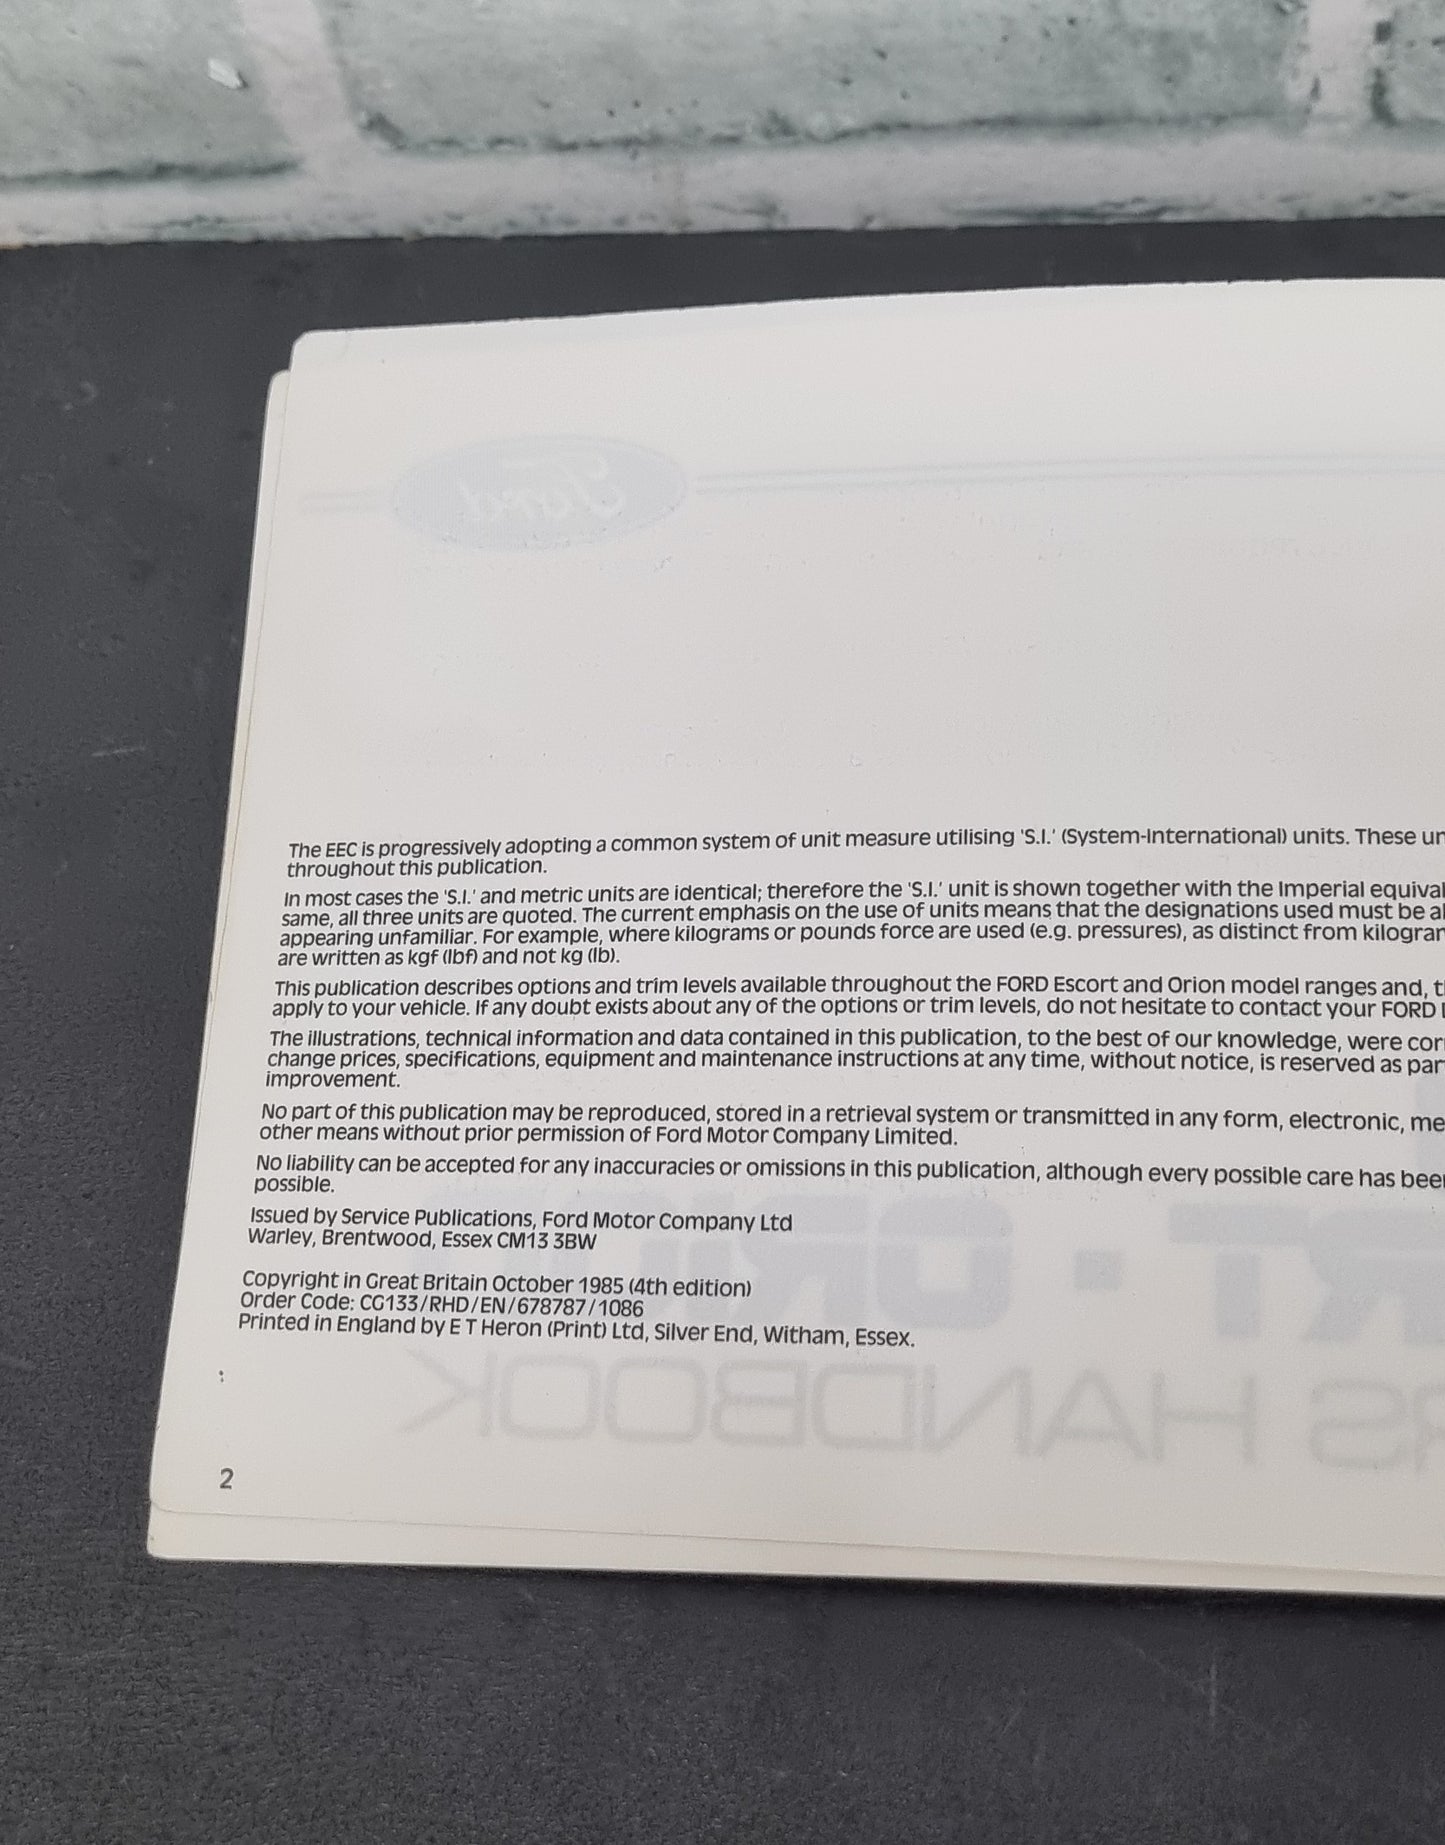 The EEC is progressively adopting a common system of unit measure utilising 'S.I.' (System-International) units. These
throughout this publication.
In most cases the 'S.I.' and metric units are identical; therefore the 'S.I.' unit is shown together with the Imperial
same, all three units are quoted. The current emphasis on the use of units means that the designations used must be
appearing unfamiliar. For example, where kilograms or pounds force are used (e.g. pressures), as distinct from
are written as kgf (lbf) and not kg (lb).
This publication describes options and trim levels available throughout the FORD Escort and Orion model ranges and,
apply to your vehicle. If any doubt exists about any of the options or trim levels, do not hesitate to contact your FORD
The illustrations, technical information and data contained in this publication, to the best of our knowledge, were
change prices, specifications, equipment and maintenance instructions at any time, without notice, is reserved as
improvement.
No part of this publication may be reproduced, stored in a retrieval system or transmitted in any form, electronic,
other means without prior permission of Ford Motor Company Limited.
No liability can be accepted for any inaccuracies or omissions in this publication, although every possible care has
possible.
Issued by Service Publications, Ford Motor Company Ltd
Warley, Brentwood, Essex CM13 3BW
Copyright in Great Britain October 1985 (4th edition)
Order Code: CG133/RHD/EN/678787/1086
Printed in England by E T Heron (Print) Ltd, Silver End, Witham, Essex.
2
Ford
HANDBOOK